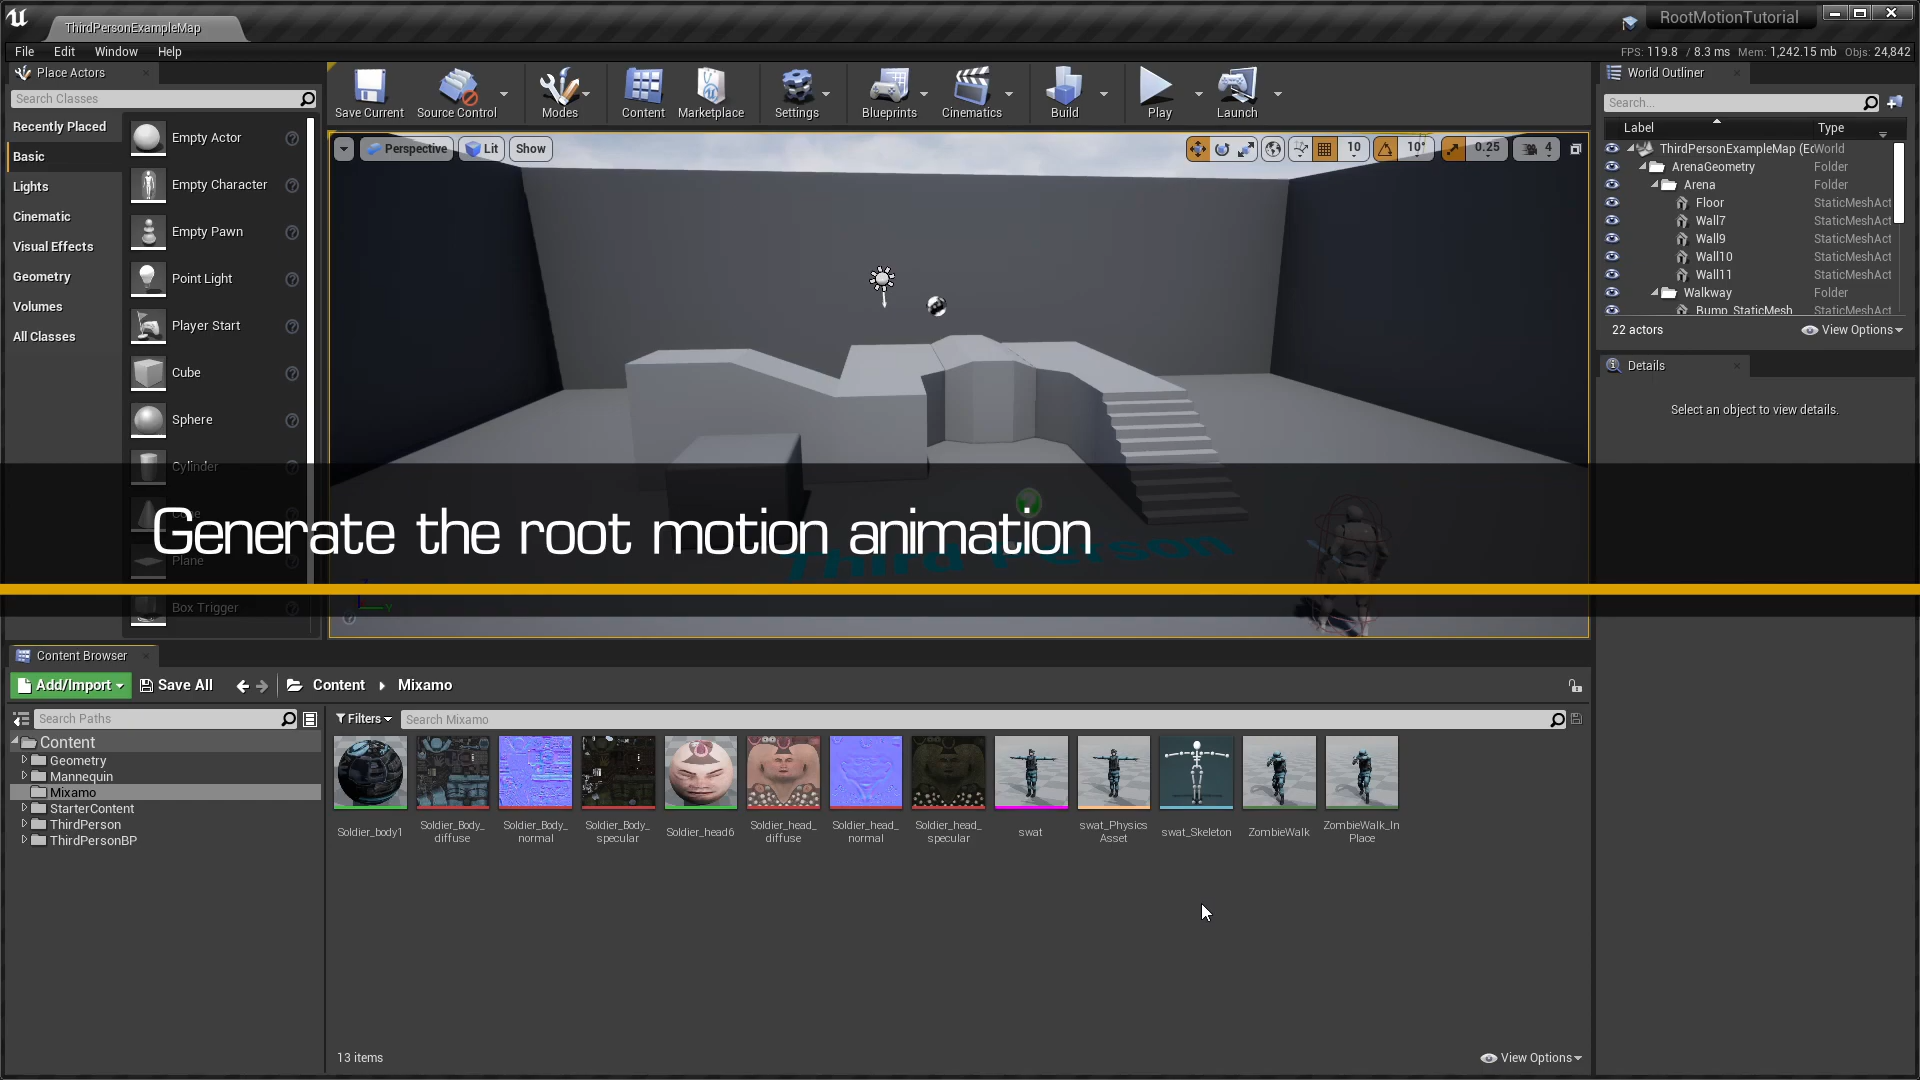 ThirdPersonExampleMap
RootMotionTutorial
File Edit Window Help
FPS: 119.8 / 8.3 ms Mem: 1,242.15 mb Objs: 24,842
Place Actors
Search Classes
Recently Placed
Basic
Lights
Cinematic
Visual Effects
Geometry
Volumes
All Classes
Empty Actor
Empty Character
Empty Pawn
Point Light
Player Start
Cube
Sphere
Cylinder
Plane
Box Trigger
Save Current
Source Control
Modes
Content
Marketplace
Settings
Blueprints
Cinematics
Build
Play
Launch
Perspective
Lit
Show
10
10°
0.25
4
Third Person
Generate the root motion animation
World Outliner
Search...
Label Type
ThirdPersonExampleMap (Ec World
ArenaGeometry Folder
Arena Folder
Floor StaticMeshAct
Wall7 StaticMeshAct
Wall9 StaticMeshAct
Wall10 StaticMeshAct
Wall11 StaticMeshAct
Walkway Folder
Bump_StaticMesh StaticMeshAct
22 actors
View Options
Details
Select an object to view details.
Content Browser
Add/Import
Save All
Content
Mixamo
Search Paths
Filters
Search Mixamo
Content
Geometry
Mannequin
Mixamo
StarterContent
ThirdPerson
ThirdPersonBP
Soldier_body1
Soldier_Body_
diffuse
Soldier_Body_
normal
Soldier_Body_
specular
Soldier_head6
Soldier_head_
diffuse
Soldier_head_
normal
Soldier_head_
specular
swat
swat_Physics
Asset
swat_Skeleton
ZombieWalk
ZombieWalk_In
Place
13 items
View Options